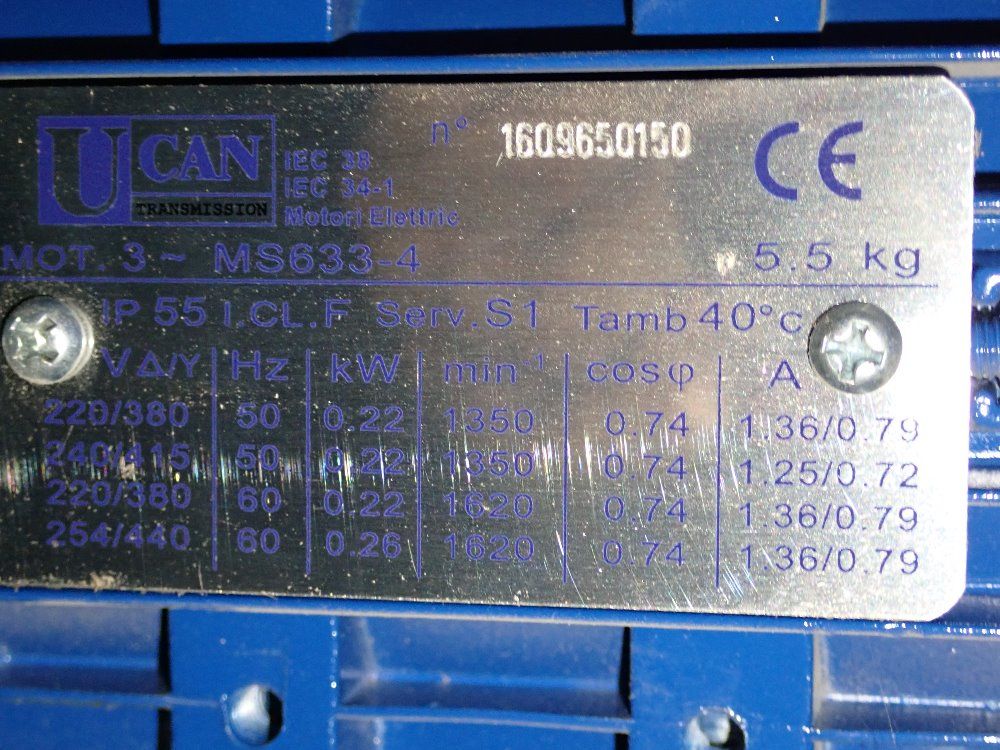 UCAN
TRANSMISSION
IEC 38
IEC 34-1
Motori Elettric
n° 1609650150
CE
MOT. 3~ MS633-4 5.5 kg
IP 55 I.CL.F Serv.S1 Tamb 40°c
V∆/Y Hz kW min-1 cosφ A
220/380 50 0.22 1350 0.74 1.36/0.79
240/415 50 0.22 1350 0.74 1.25/0.72
220/380 60 0.22 1620 0.74 1.36/0.79
254/440 60 0.26 1620 0.74 1.36/0.79